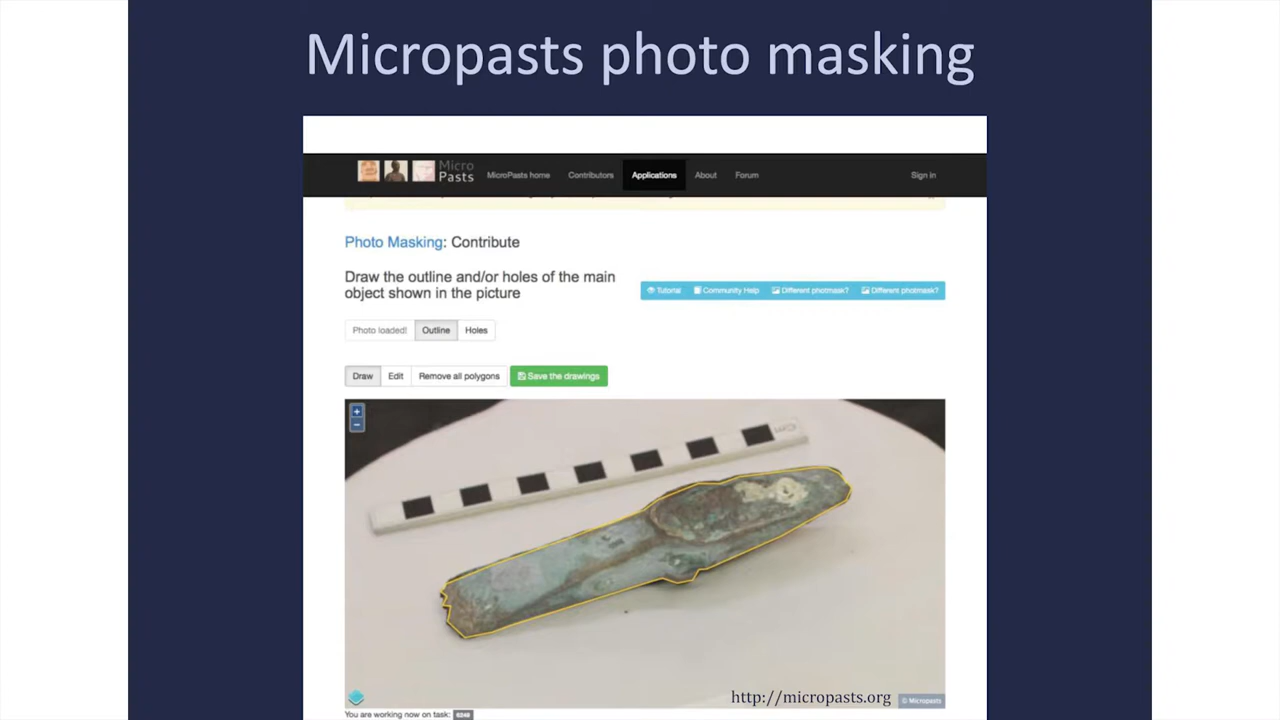 Micropasts photo masking
Micro
Pasts
MicroPasts home Contributors Applications About Forum Sign in
Photo Masking: Contribute
Draw the outline and/or holes of the main
object shown in the picture
Tutorial Community Help Different photmask? Different photmask?
Photo loaded! Outline Holes
Draw Edit Remove all polygons Save the drawings
+
−
cm
http://micropasts.org
© Micropasts
You are working now on task: